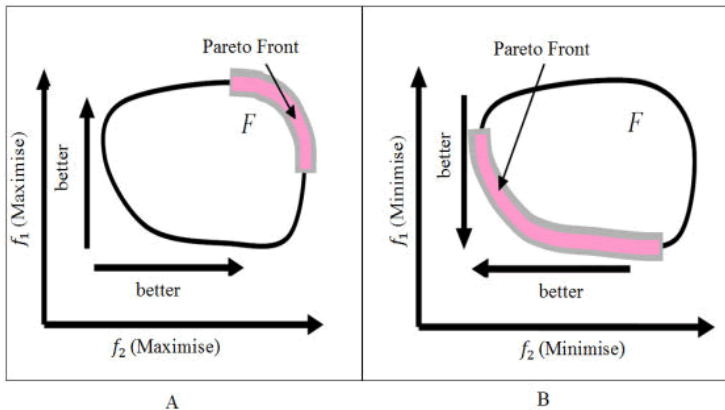 Pareto Front
F
f₁ (Maximise)
better
better
f₂ (Maximise)
A
Pareto Front
F
f₁ (Minimise)
better
better
f₂ (Minimise)
B